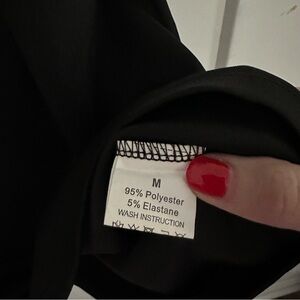 M
95% Polyester
5% Elastane
WASH INSTRUCTION